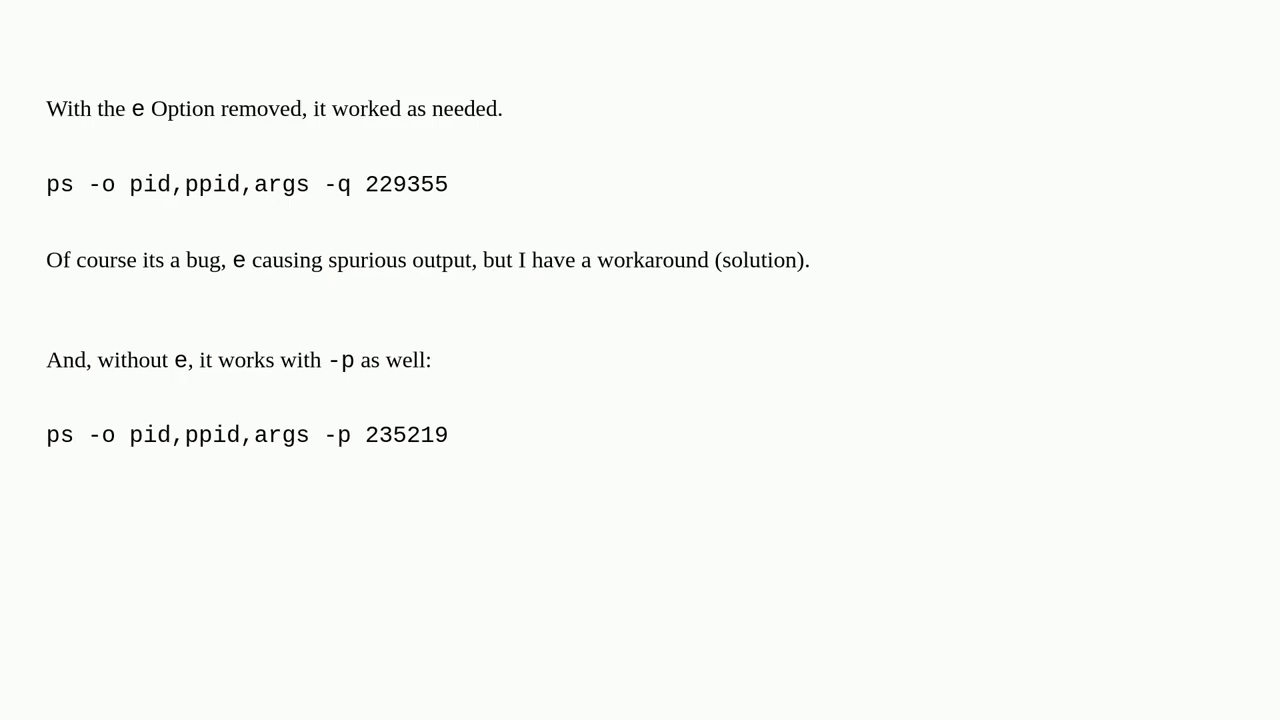 With the e Option removed, it worked as needed.
ps -o pid,ppid,args -q 229355
Of course its a bug, e causing spurious output, but I have a workaround (solution).
And, without e, it works with -p as well:
ps -o pid,ppid,args -p 235219